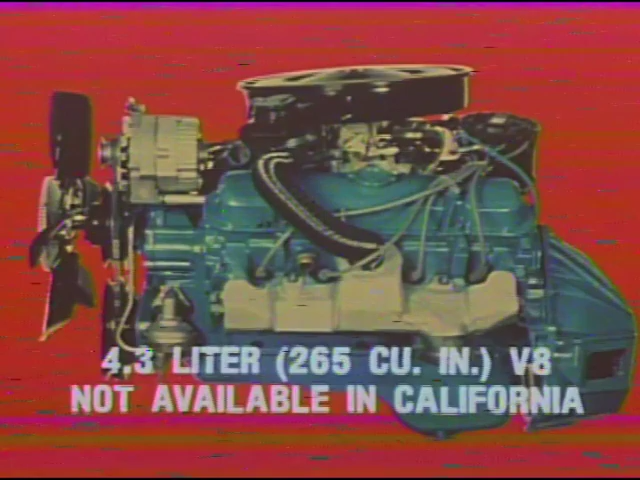 4.3 LITER (265 CU. IN.) V8
NOT AVAILABLE IN CALIFORNIA